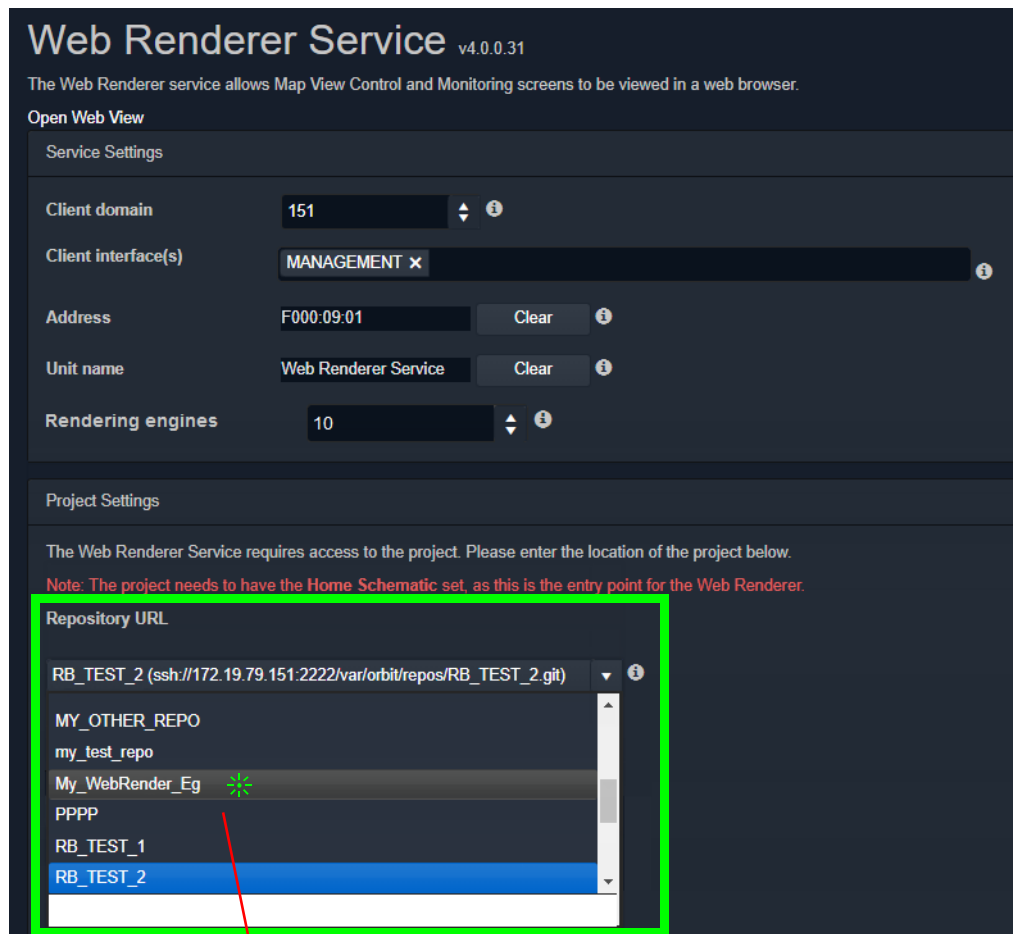 Web Renderer Service v4.0.0.31
The Web Renderer service allows Map View Control and Monitoring screens to be viewed in a web browser.
Open Web View
Service Settings
Client domain 151
Client interface(s) MANAGEMENT ×
Address F000:09:01 Clear
Unit name Web Renderer Service Clear
Rendering engines 10
Project Settings
The Web Renderer Service requires access to the project. Please enter the location of the project below.
Note: The project needs to have the Home Schematic set, as this is the entry point for the Web Renderer.
Repository URL
RB_TEST_2 (ssh://172.19.79.151:2222/var/orbit/repos/RB_TEST_2.git)
MY_OTHER_REPO
my_test_repo
My_WebRender_Eg
PPPP
RB_TEST_1
RB_TEST_2